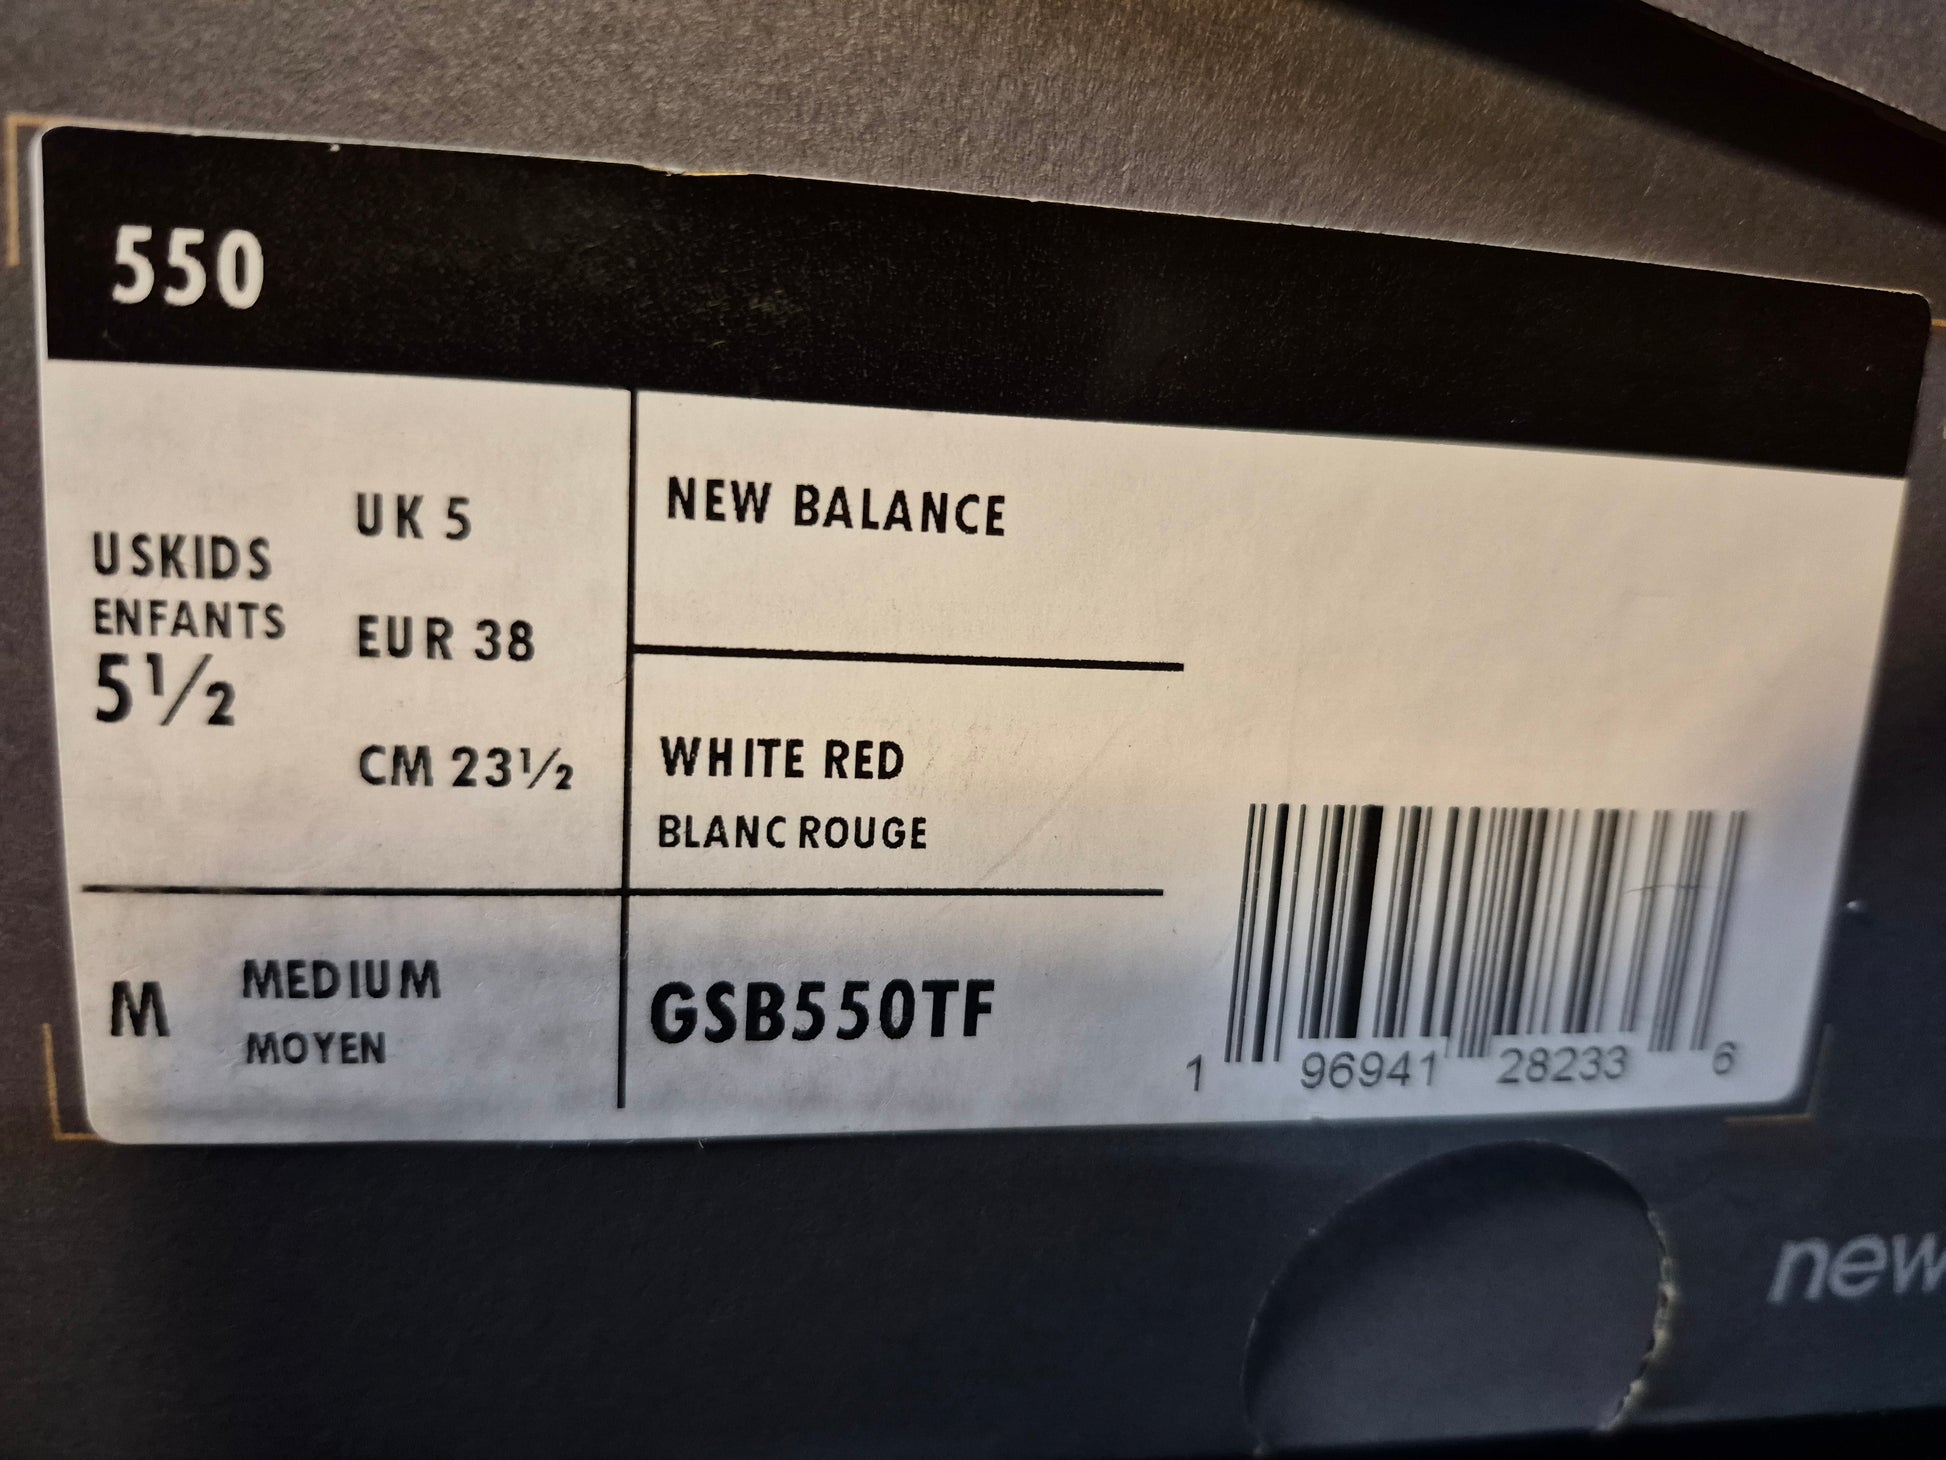 550
USKIDS
ENFANTS
5½
UK 5
EUR 38
CM 23½
NEW BALANCE
WHITE RED
BLANC ROUGE
M
MEDIUM
MOYEN
GSB550TF
1 96941 28233 6
new